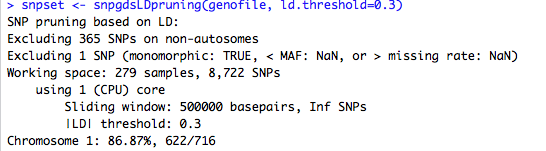 > snpset <- snpgdsLDpruning(genofile, ld.threshold=0.3)
SNP pruning based on LD:
Excluding 365 SNPs on non-autosomes
Excluding 1 SNP (monomorphic: TRUE, < MAF: NaN, or > missing rate: NaN)
Working space: 279 samples, 8,722 SNPs
    using 1 (CPU) core
        Sliding window: 500000 basepairs, Inf SNPs
        |LD| threshold: 0.3
Chromosome 1: 86.87%, 622/716